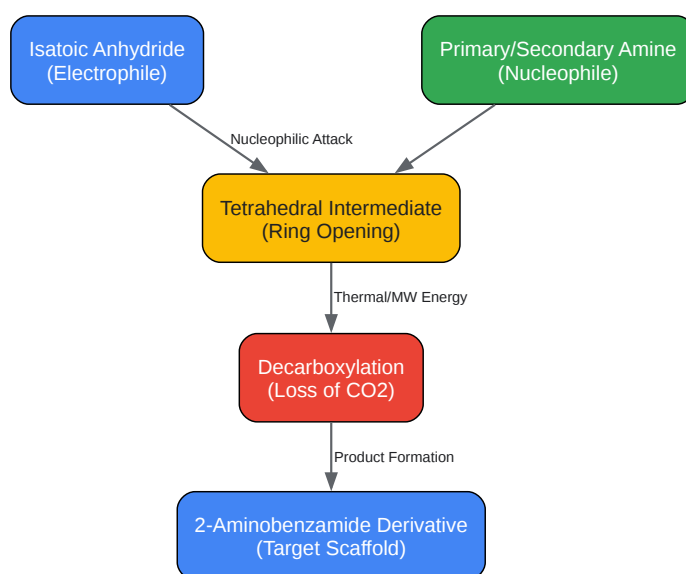 Isatoic Anhydride
(Electrophile)
Primary/Secondary Amine
(Nucleophile)
Nucleophilic Attack
Tetrahedral Intermediate
(Ring Opening)
Thermal/MW Energy
Decarboxylation
(Loss of CO2)
Product Formation
2-Aminobenzamide Derivative
(Target Scaffold)